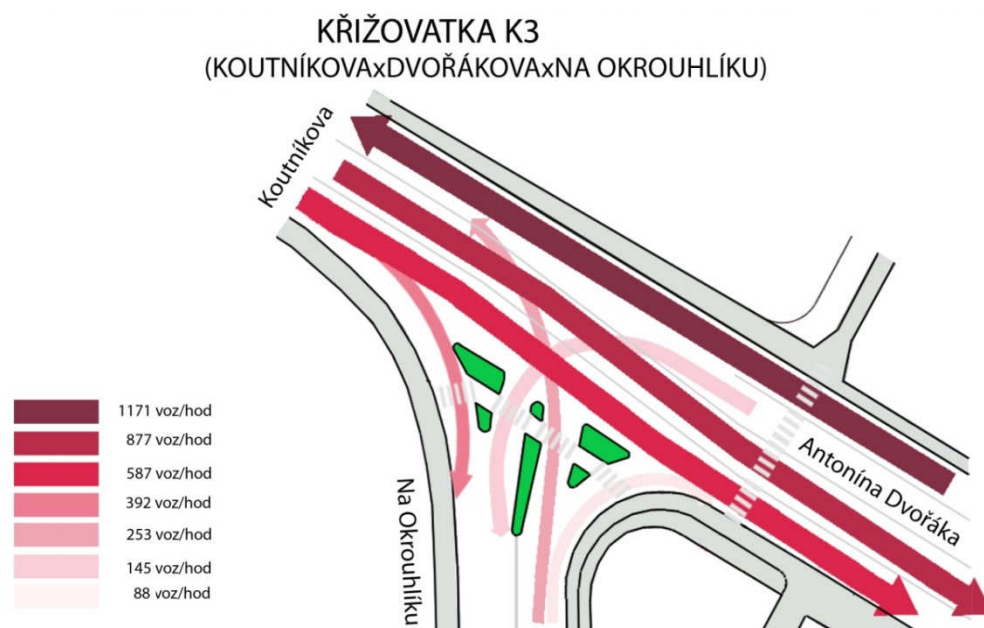 KŘIŽOVATKA K3
(KOUTNÍKOVAxDVOŘÁKOVAxNA OKROUHLÍKU)
Koutníkova
1171 voz/hod
877 voz/hod
587 voz/hod
392 voz/hod
253 voz/hod
145 voz/hod
88 voz/hod
Na Okrouhlíku
Antonína Dvořáka